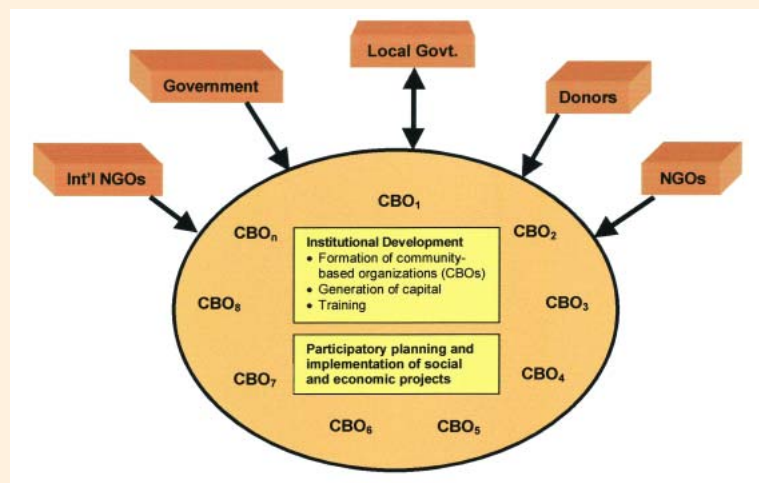 Local Govt.
Government
Donors
Int'l NGOs
NGOs
CBO₁
CBOₙ
CBO₂
Institutional Development
• Formation of community-
based organizations (CBOs)
• Generation of capital
• Training
CBO₈
CBO₃
Participatory planning and
implementation of social
and economic projects
CBO₇
CBO₄
CBO₆
CBO₅